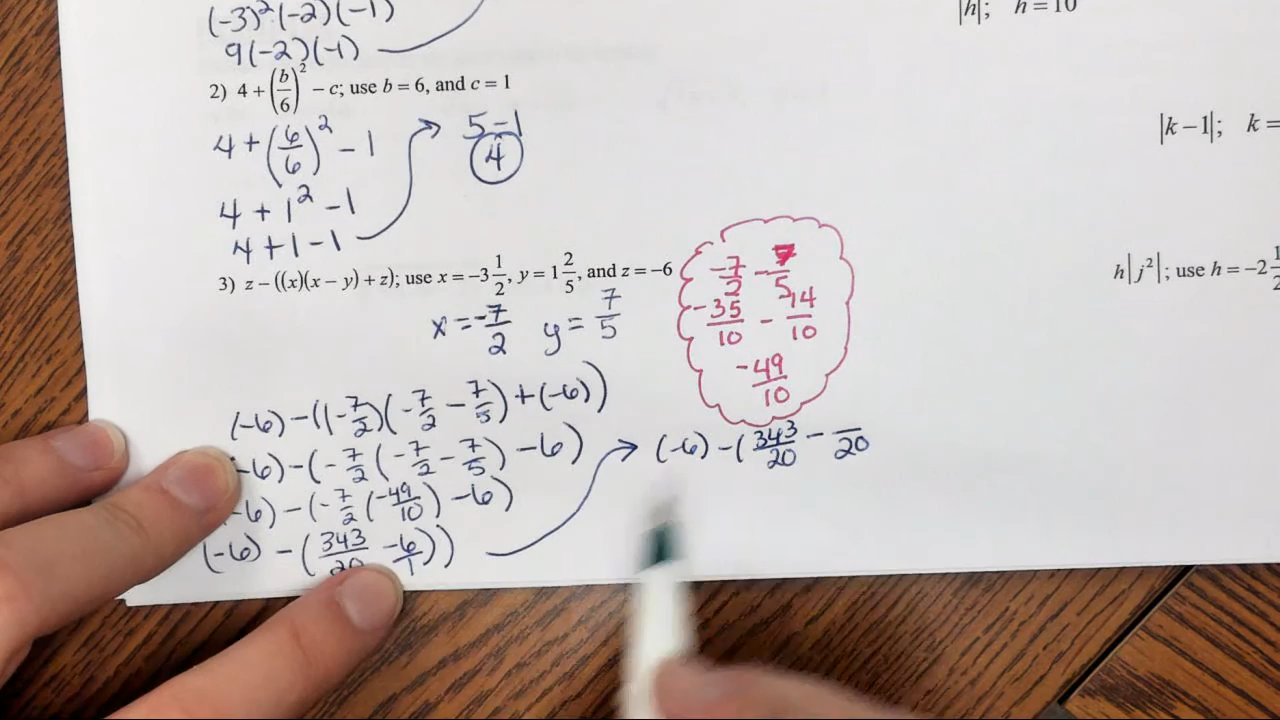 (-3)²(-2)(-1)
9(-2)(-1)
|h|; h = 10
2) 4 + (b/6)² − c; use b = 6, and c = 1
4 + (6/6)² - 1
4 + 1² - 1
4 + 1 - 1
5 - 1
4
|k − 1|; k =
3) z − ((x)(x − y) + z); use x = −3 1/2, y = 1 2/5, and z = −6
x = -7/2 y = 7/5
-7/2 - 7/5
-35/10 - 14/10
-49/10
h|j²|; use h = −2 1/2
(-6) - ((-7/2)(-7/2 - 7/5) + (-6))
-6) - (-7/2 (-7/2 - 7/5) - 6)
-6) - (-7/2 (-49/10) - 6)
(-6) - (343/20 - 6/1))
(-6) - (343/20 - /20